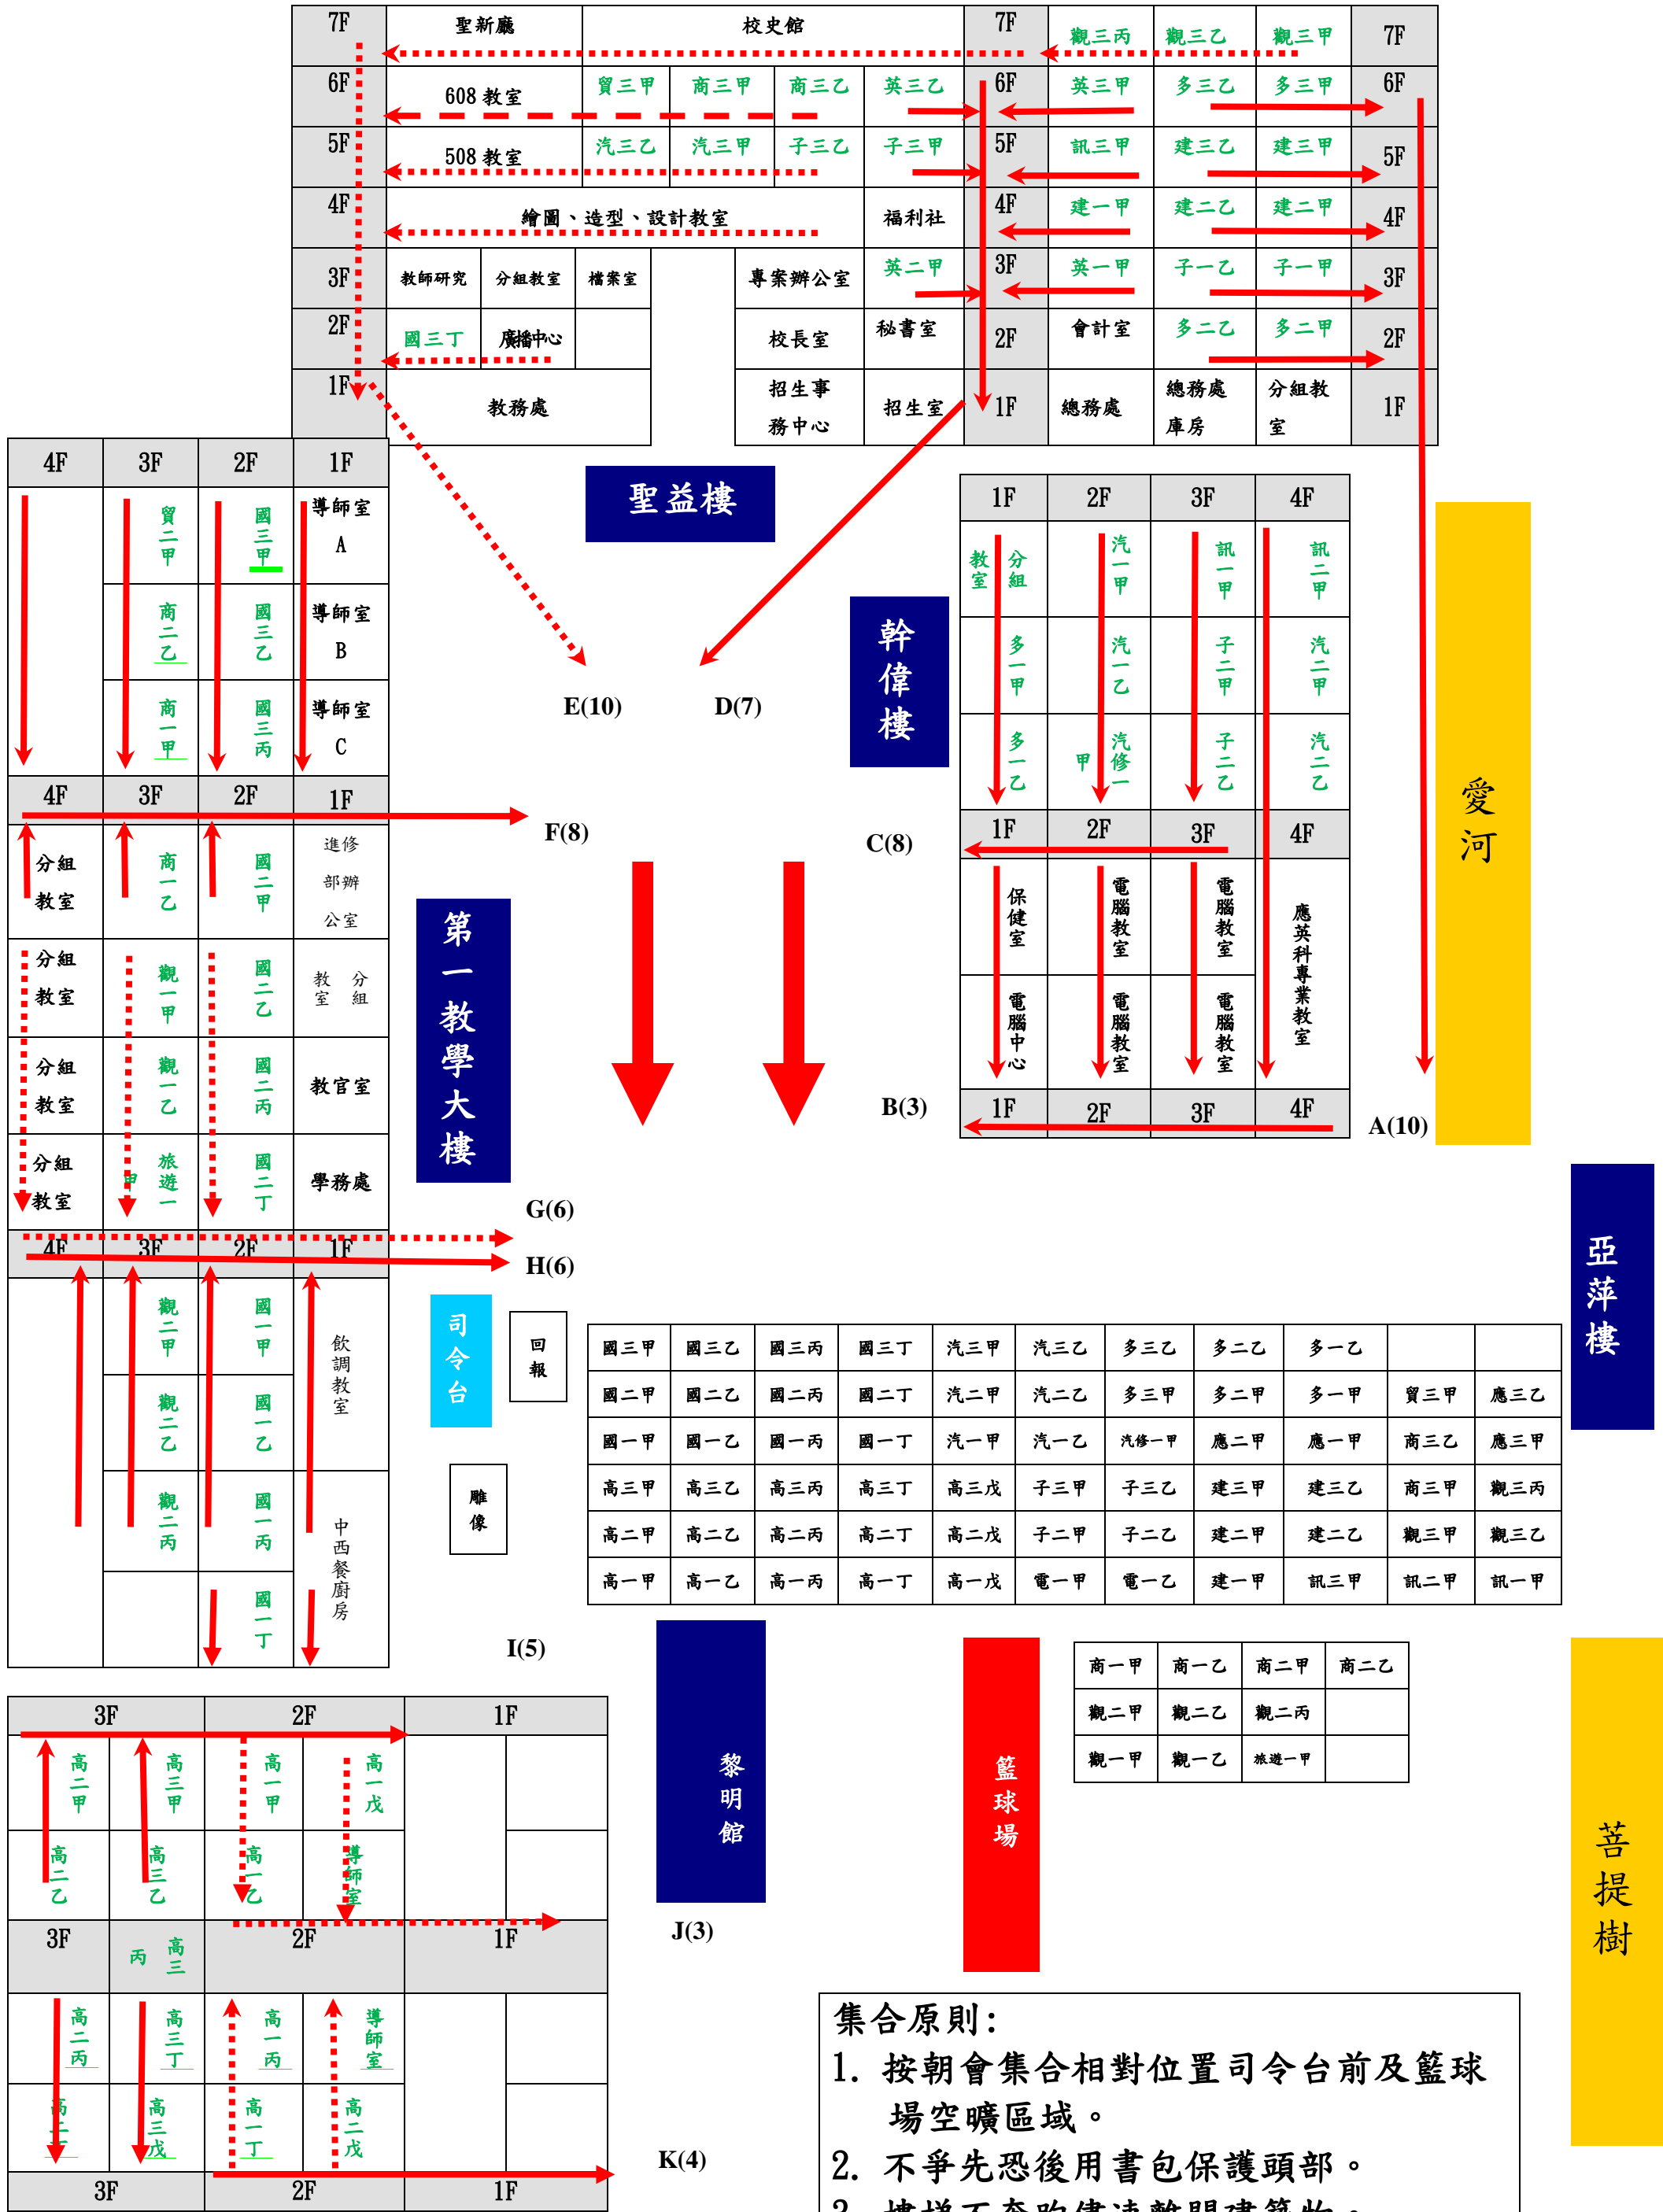 7F 聖新廳 校史館 7F 觀三丙 觀三乙 觀三甲 7F
6F 608 教室 貿三甲 商三甲 商三乙 英三乙 6F 英三甲 多三乙 多三甲 6F
5F 508 教室 汽三乙 汽三甲 子三乙 子三甲 5F 訊三甲 建三乙 建三甲 5F
4F 繪圖、造型、設計教室 福利社 4F 建一甲 建二乙 建二甲 4F
3F 教師研究 分組教室 檔案室 專案辦公室 英二甲 3F 英一甲 子一乙 子一甲 3F
2F 國三丁 廣播中心 校長室 秘書室 2F 會計室 多二乙 多二甲 2F
1F 教務處 招生事務中心 招生室 1F 總務處 總務處庫房 分組教室 1F
聖益樓
4F 3F 2F 1F
貿二甲 國三甲 導師室 A
商二乙 國三乙 導師室 B
商一甲 國三丙 導師室 C
4F 3F 2F 1F
分組教室 商一乙 國二甲 進修部辦公室
分組教室 觀一甲 國二乙 分組教室
分組教室 觀一乙 國二丙 教官室
分組教室 旅遊一甲 國二丁 學務處
4F 3F 2F 1F
觀二甲 國一甲 飲調教室
觀二乙 國一乙
觀二丙 國一丙 中西餐廚房
國一丁
第一教學大樓
E(10) D(7)
F(8) C(8)
B(3) A(10)
G(6)
H(6)
幹偉樓
1F 2F 3F 4F
分組教室 汽一甲 訊一甲 訊二甲
多一甲 汽一乙 子二甲 汽二甲
多一乙 汽修一甲 子二乙 汽二乙
1F 2F 3F 4F
保健室 電腦教室 電腦教室 應英科專業教室
電腦中心 電腦教室 電腦教室
1F 2F 3F 4F
愛河
亞萍樓
司令台
回報
雕像
國三甲 國三乙 國三丙 國三丁 汽三甲 汽三乙 多三乙 多二乙 多一乙
國二甲 國二乙 國二丙 國二丁 汽二甲 汽二乙 多三甲 多二甲 多一甲 貿三甲 應三乙
國一甲 國一乙 國一丙 國一丁 汽一甲 汽一乙 汽修一甲 應二甲 應一甲 商三乙 應三甲
高三甲 高三乙 高三丙 高三丁 高三戊 子三甲 子三乙 建三甲 建三乙 商三甲 觀三丙
高二甲 高二乙 高二丙 高二丁 高二戊 子二甲 子二乙 建二甲 建二乙 觀三甲 觀三乙
高一甲 高一乙 高一丙 高一丁 高一戊 電一甲 電一乙 建一甲 訊三甲 訊二甲 訊一甲
I(5)
黎明館
籃球場
商一甲 商一乙 商二甲 商二乙
觀二甲 觀二乙 觀二丙
觀一甲 觀一乙 旅遊一甲
菩提樹
3F 2F 1F
高二甲 高三甲 高一甲 高一戊
高二乙 高三乙 高一乙 導師室
3F 高三丙 2F 1F
高二丙 高三丁 高一丙 導師室
高三戊 高一丁 高二戊
3F 2F 1F
J(3)
K(4)
集合原則:
1. 按朝會集合相對位置司令台前及籃球
場空曠區域。
2. 不爭先恐後用書包保護頭部。